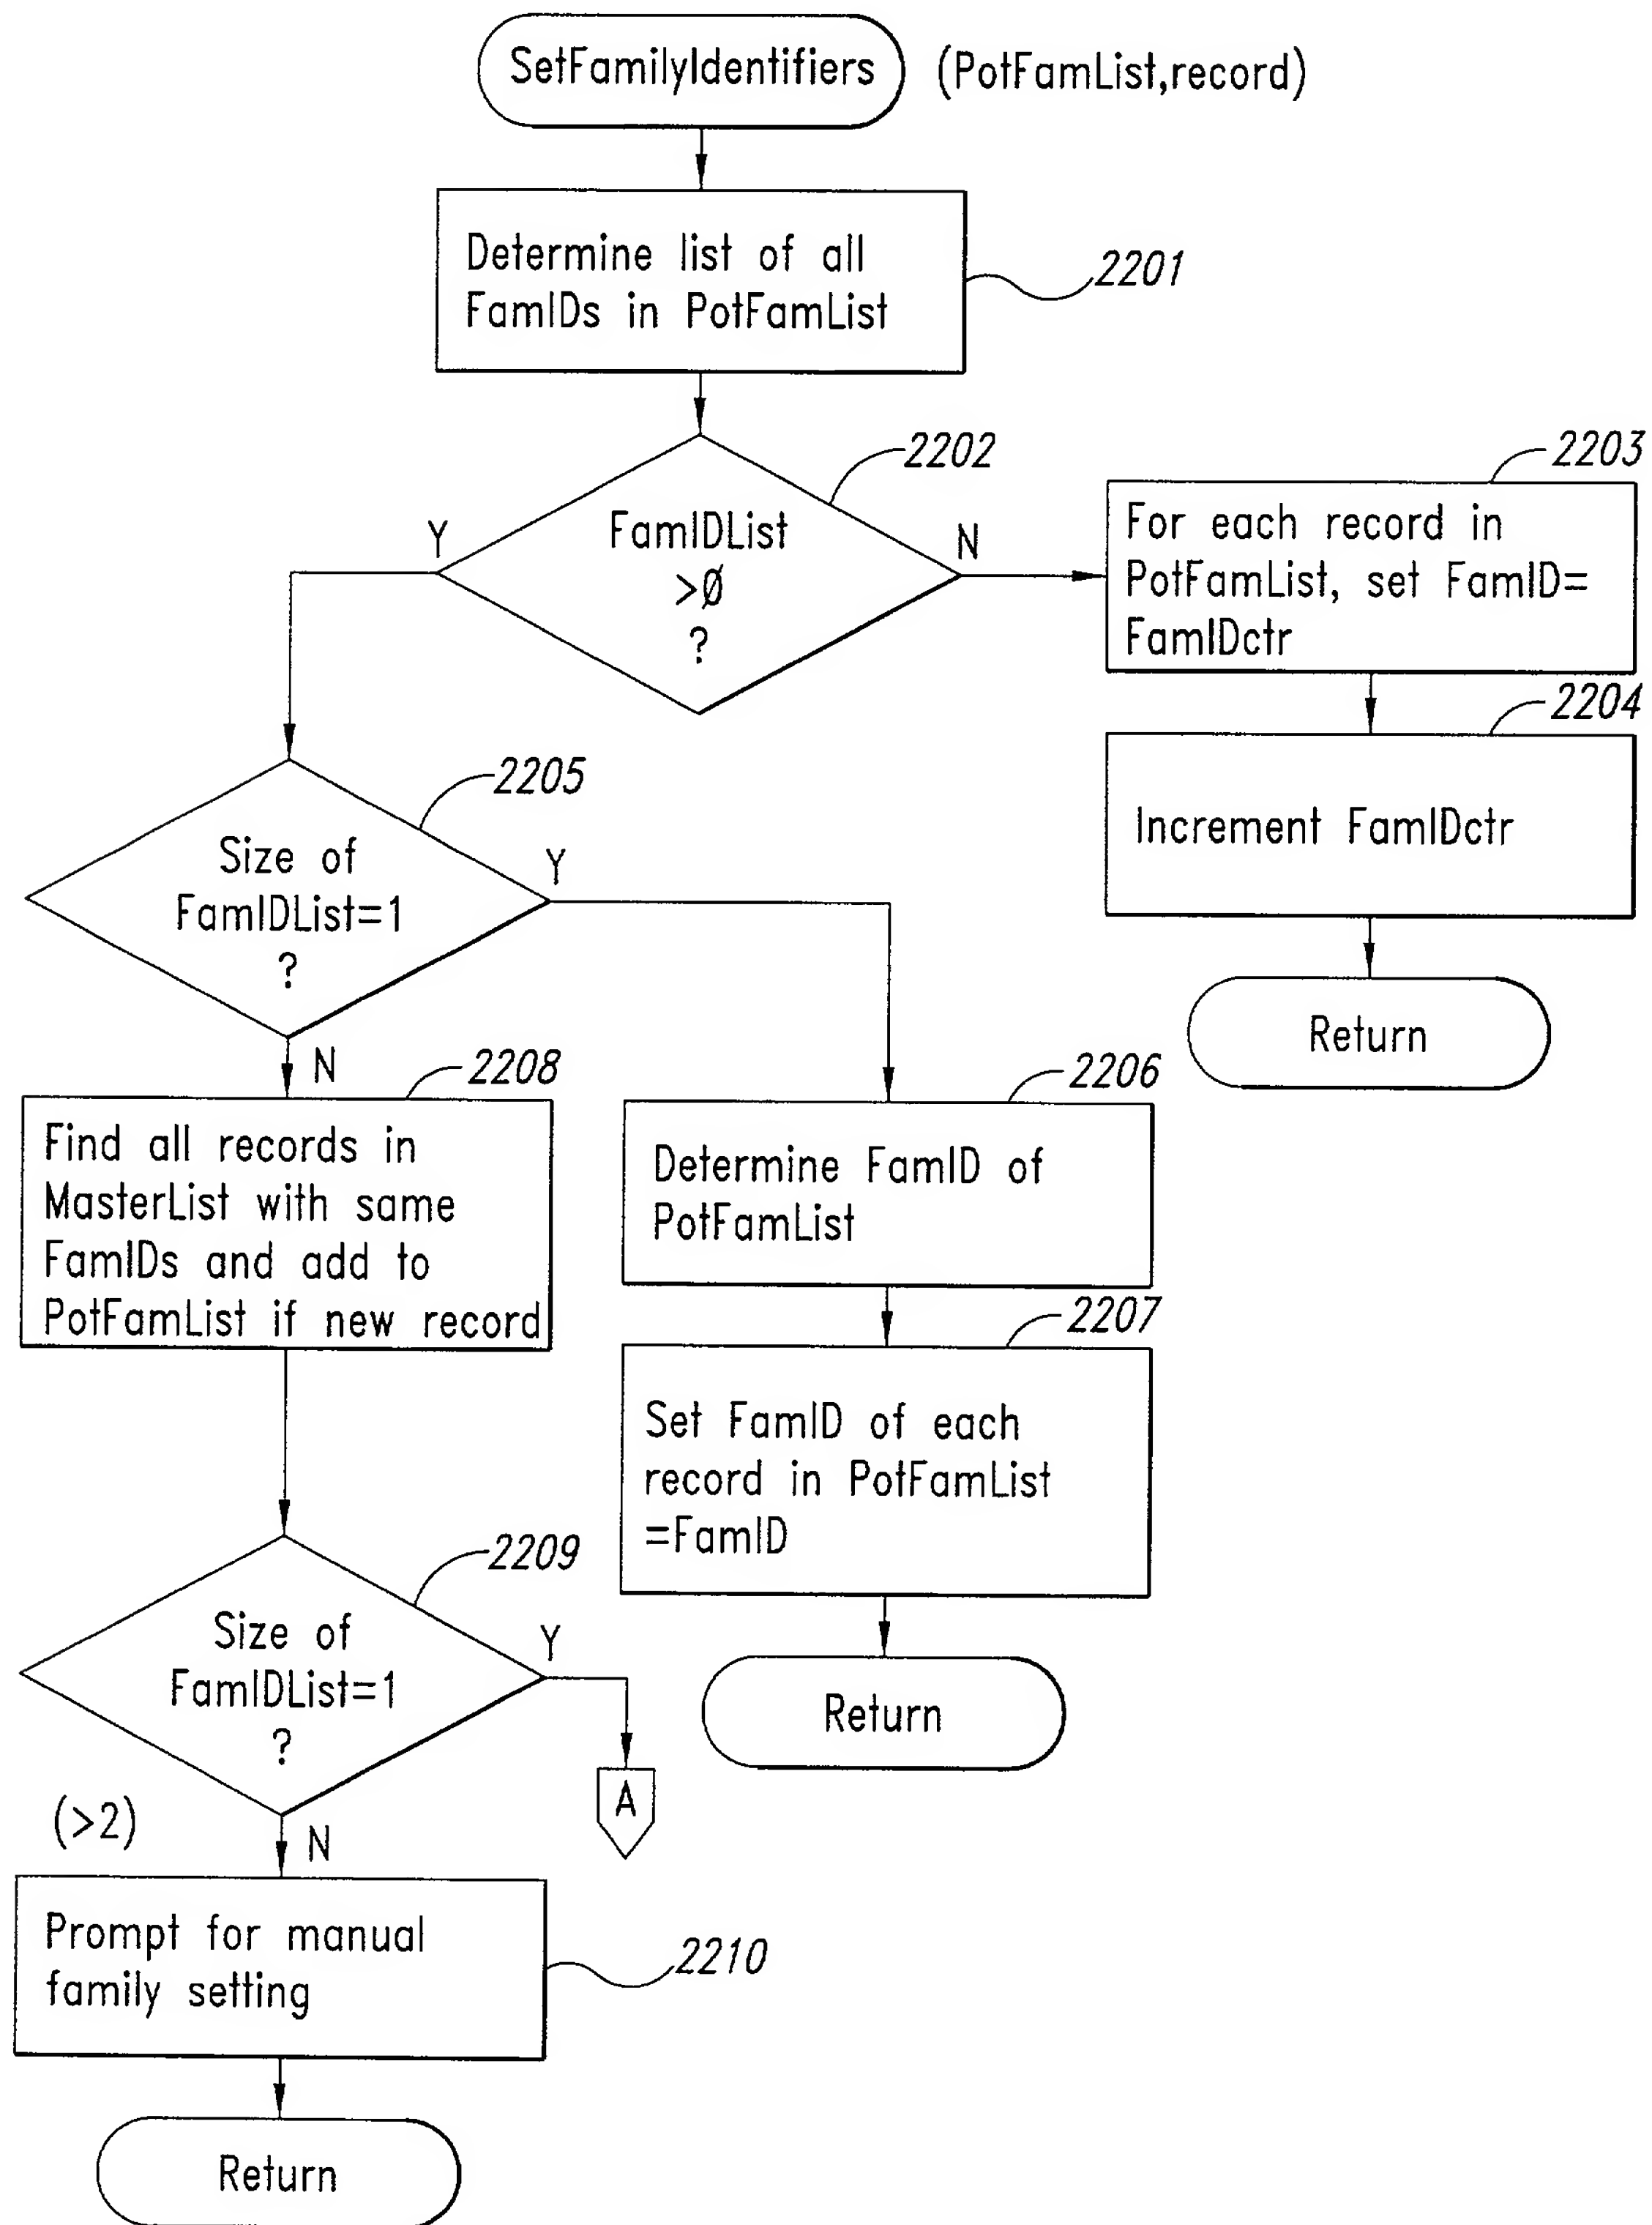 SetFamilyIdentifiers (PotFamList,record)
Determine list of all
FamIDs in PotFamList
2201
2202
FamIDList
>Ø
?
Y
N
2203
For each record in
PotFamList, set FamID=
FamIDctr
2204
Increment FamIDctr
Return
2205
Size of
FamIDList=1
?
Y
N
2208
Find all records in
MasterList with same
FamIDs and add to
PotFamList if new record
2206
Determine FamID of
PotFamList
2207
Set FamID of each
record in PotFamList
=FamID
Return
2209
Size of
FamIDList=1
?
Y
A
(>2)
N
Prompt for manual
family setting
2210
Return